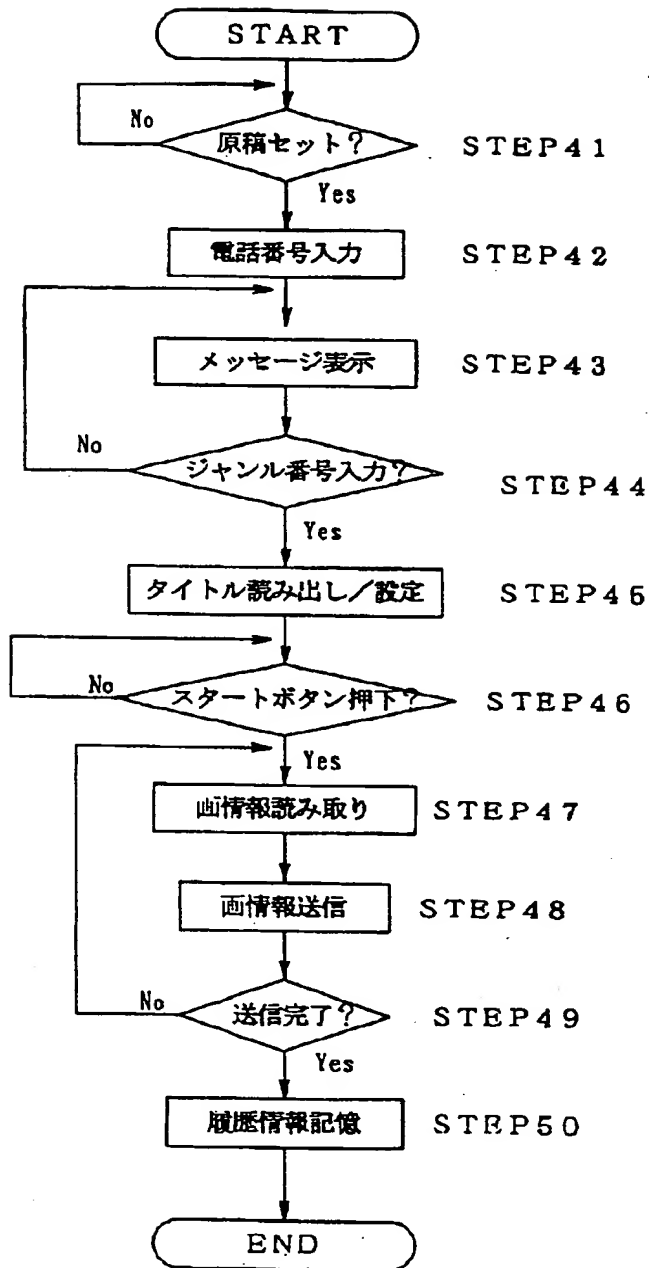 START
No
原稿セット? STEP41
Yes
電話番号入力 STEP42
メッセージ表示 STEP43
No
ジャンル番号入力? STEP44
Yes
タイトル読み出し/設定 STEP45
No
スタートボタン押下? STEP46
Yes
画情報読み取り STEP47
画情報送信 STEP48
No
送信完了? STEP49
Yes
履歴情報記憶 STEP50
END